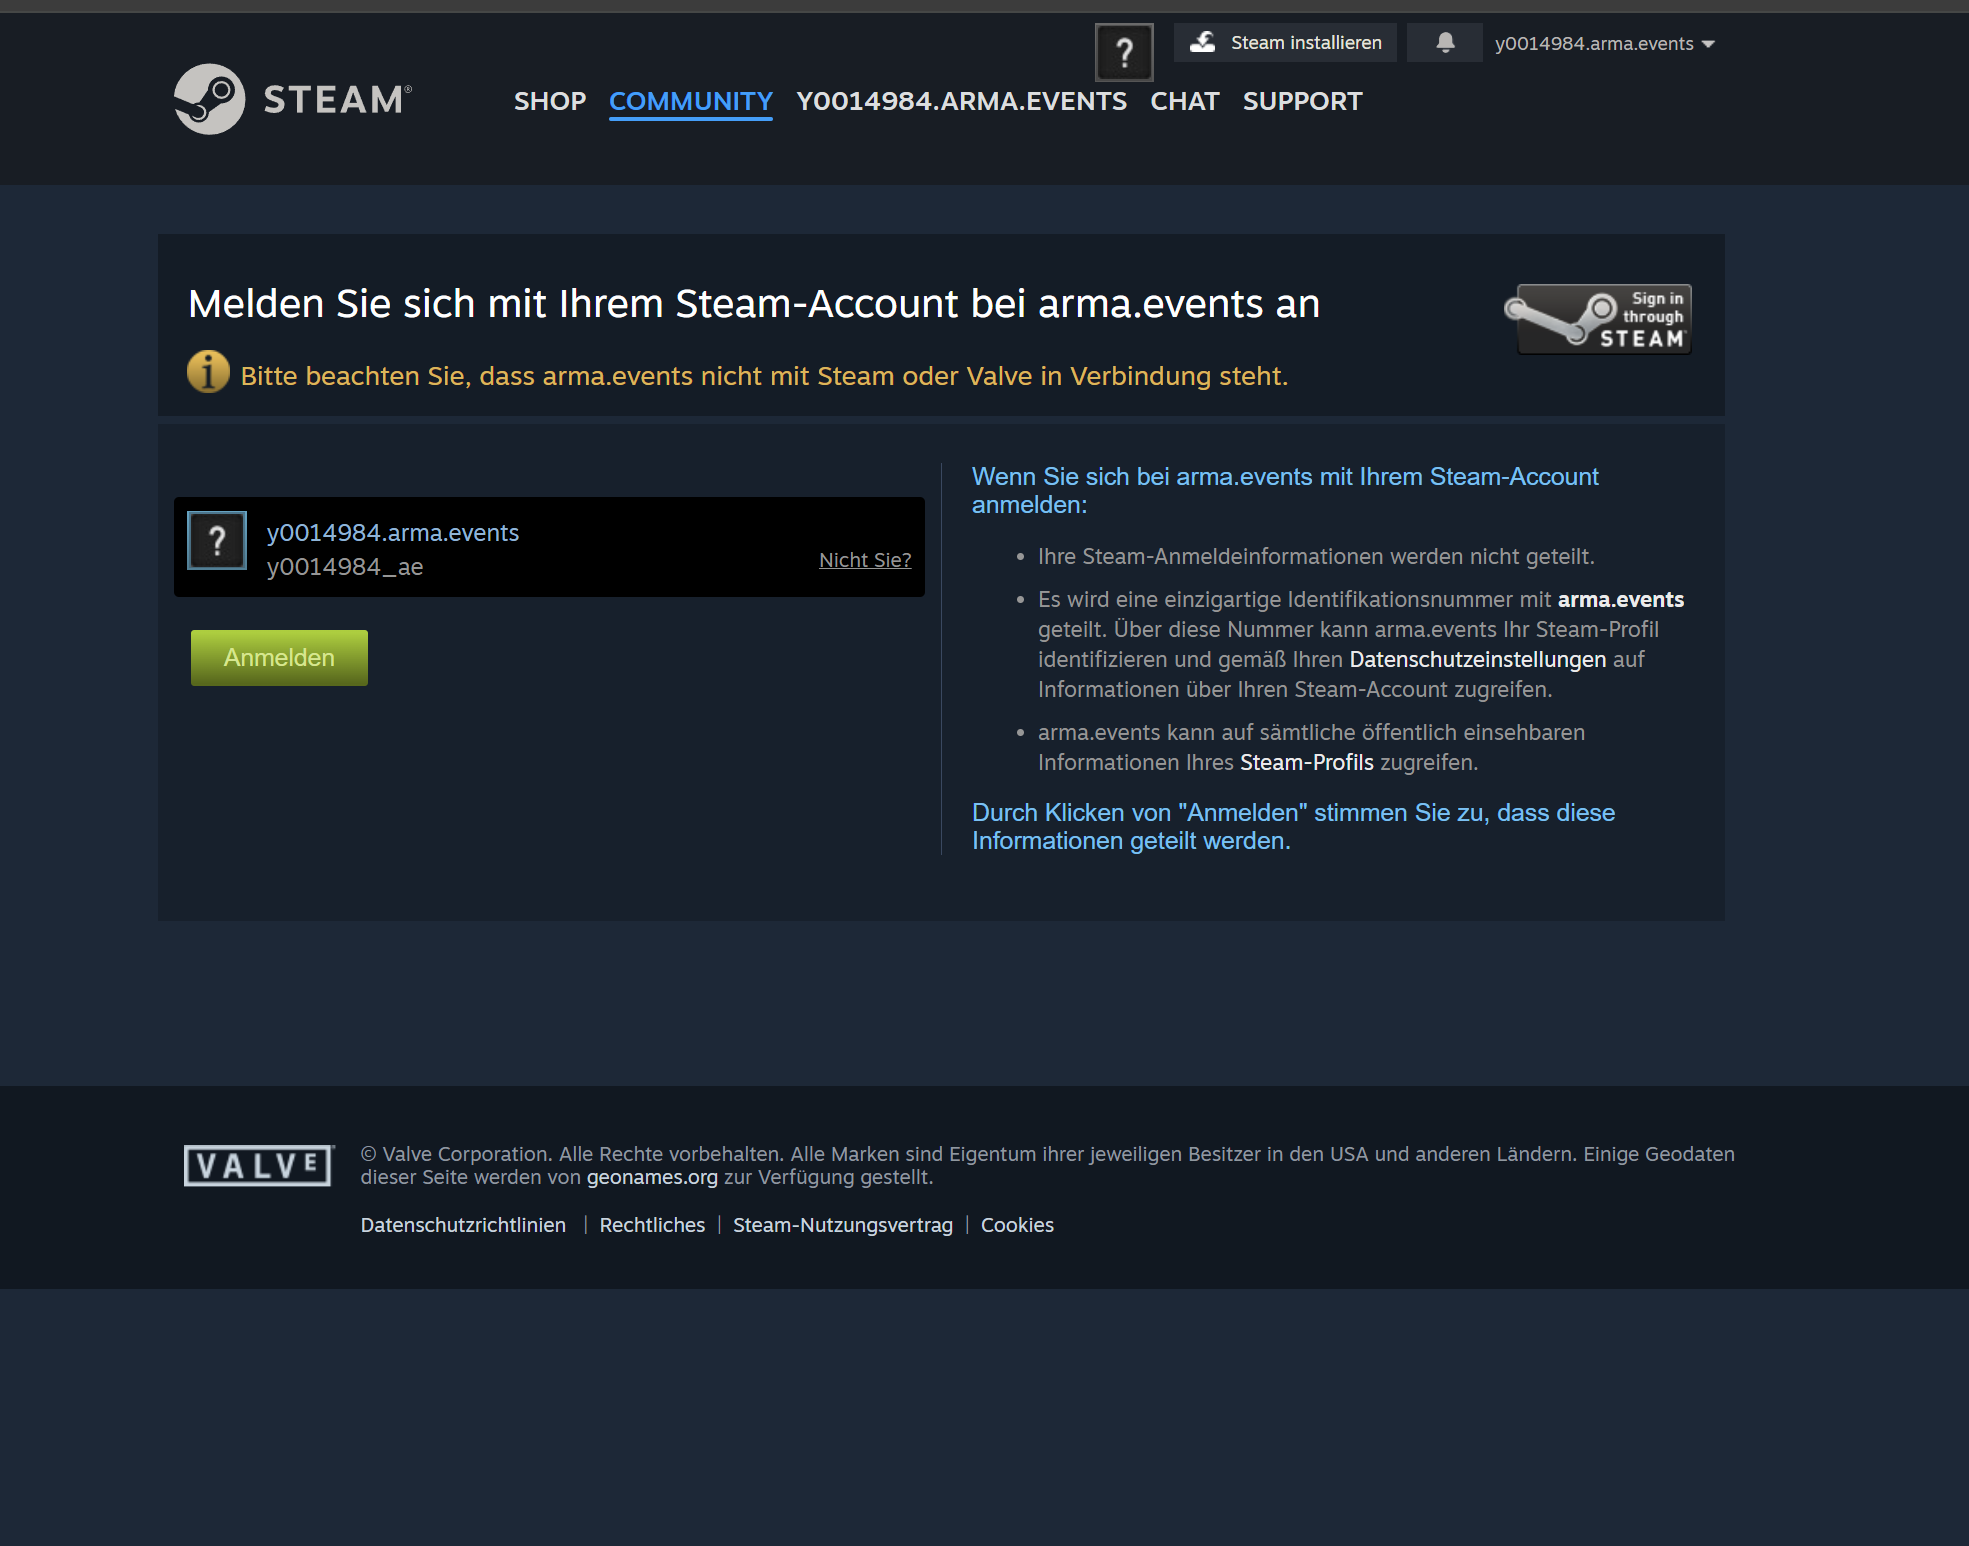 Steam installieren
y0014984.arma.events
STEAM®
SHOP COMMUNITY Y0014984.ARMA.EVENTS CHAT SUPPORT
Melden Sie sich mit Ihrem Steam-Account bei arma.events an
Sign in
through
STEAM
Bitte beachten Sie, dass arma.events nicht mit Steam oder Valve in Verbindung steht.
y0014984.arma.events
y0014984_ae
Nicht Sie?
Anmelden
Wenn Sie sich bei arma.events mit Ihrem Steam-Account
anmelden:
• Ihre Steam-Anmeldeinformationen werden nicht geteilt.
• Es wird eine einzigartige Identifikationsnummer mit arma.events
geteilt. Über diese Nummer kann arma.events Ihr Steam-Profil
identifizieren und gemäß Ihren Datenschutzeinstellungen auf
Informationen über Ihren Steam-Account zugreifen.
• arma.events kann auf sämtliche öffentlich einsehbaren
Informationen Ihres Steam-Profils zugreifen.
Durch Klicken von "Anmelden" stimmen Sie zu, dass diese
Informationen geteilt werden.
VALVE
© Valve Corporation. Alle Rechte vorbehalten. Alle Marken sind Eigentum ihrer jeweiligen Besitzer in den USA und anderen Ländern. Einige Geodaten
dieser Seite werden von geonames.org zur Verfügung gestellt.
Datenschutzrichtlinien | Rechtliches | Steam-Nutzungsvertrag | Cookies